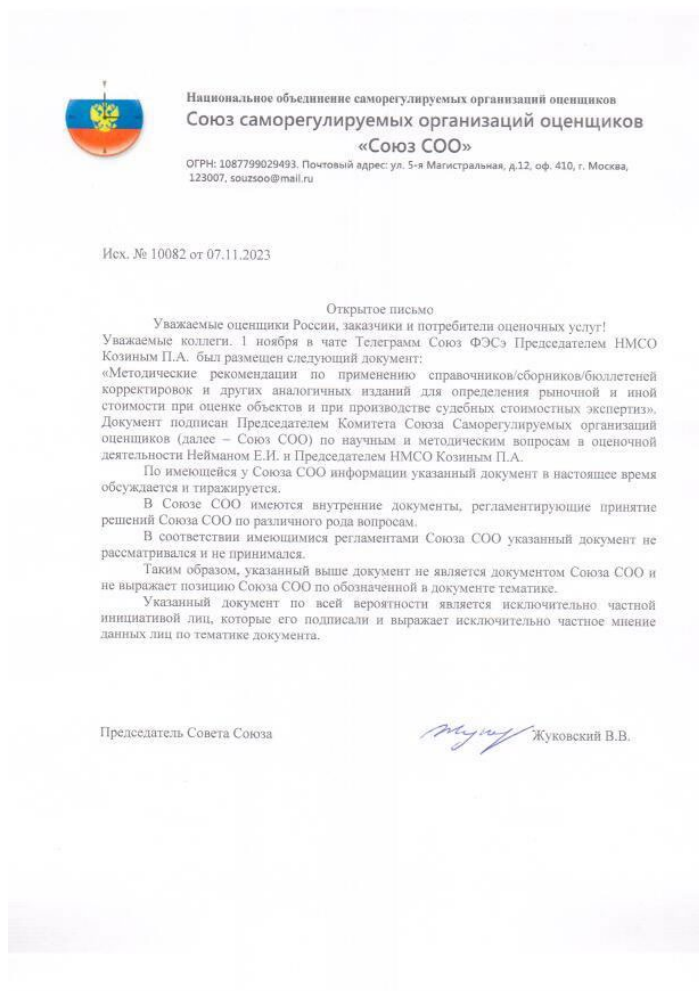 Национальное объединение саморегулируемых организаций оценщиков
Союз саморегулируемых организаций оценщиков
«Союз СОО»
ОГРН: 1087799029493. Почтовый адрес: ул. 5-я Магистральная, д.12, оф. 410, г. Москва,
123007, souzsoo@mail.ru
Исх. № 10082 от 07.11.2023
Открытое письмо
Уважаемые оценщики России, заказчики и потребители оценочных услуг!
Уважаемые коллеги. 1 ноября в чате Телеграмм Союз ФЭСэ Председателем НМСО
Козиным П.А. был размещен следующий документ:
«Методические рекомендации по применению справочников/сборников/бюллетеней
корректировок и других аналогичных изданий для определения рыночной и иной
стоимости при оценке объектов и при производстве судебных стоимостных экспертиз».
Документ подписан Председателем Комитета Союза Саморегулируемых организаций
оценщиков (далее – Союз СОО) по научным и методическим вопросам в оценочной
деятельности Нейманом Е.И. и Председателем НМСО Козиным П.А.
По имеющейся у Союза СОО информации указанный документ в настоящее время
обсуждается и тиражируется.
В Союзе СОО имеются внутренние документы, регламентирующие принятие
решений Союза СОО по различного рода вопросам.
В соответствии имеющимися регламентами Союза СОО указанный документ не
рассматривался и не принимался.
Таким образом, указанный выше документ не является документом Союза СОО и
не выражает позицию Союза СОО по обозначенной в документе тематике.
Указанный документ по всей вероятности является исключительно частной
инициативой лиц, которые его подписали и выражает исключительно частное мнение
данных лиц по тематике документа.
Председатель Совета Союза
Жуковский В.В.